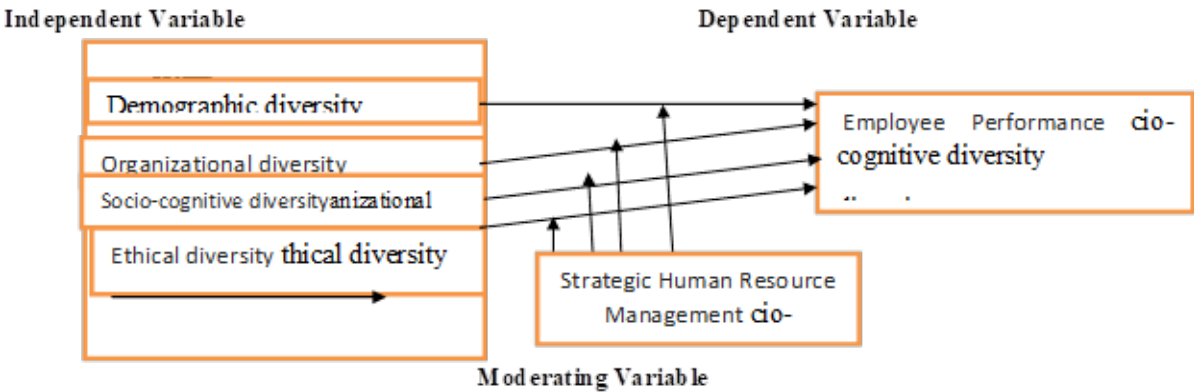 Independent Variable
Dependent Variable
Demographic diversity
Organizational diversity
Socio-cognitive diversityanizational
Ethical diversity thical diversity
Employee Performance cio-
cognitive diversity
Strategic Human Resource
Management cio-
Moderating Variable